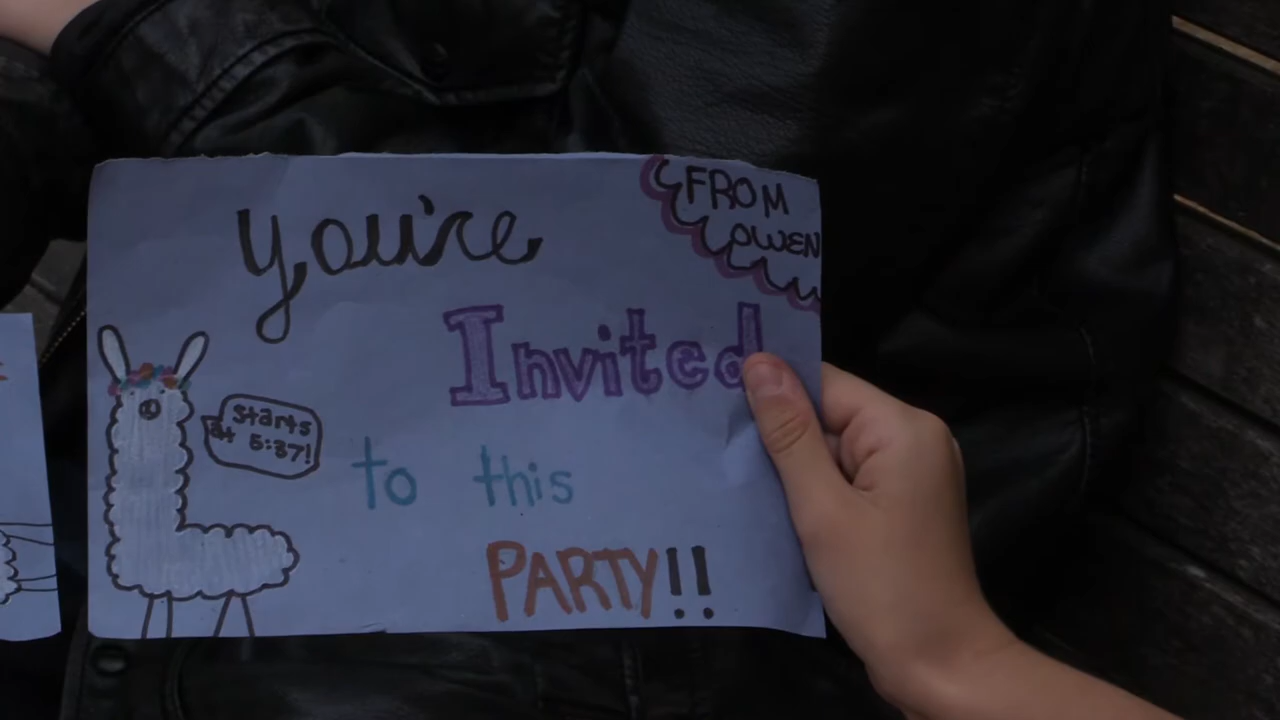 you're
FROM
OWEN
Invited
starts
at 5:37!
to this
PARTY!!